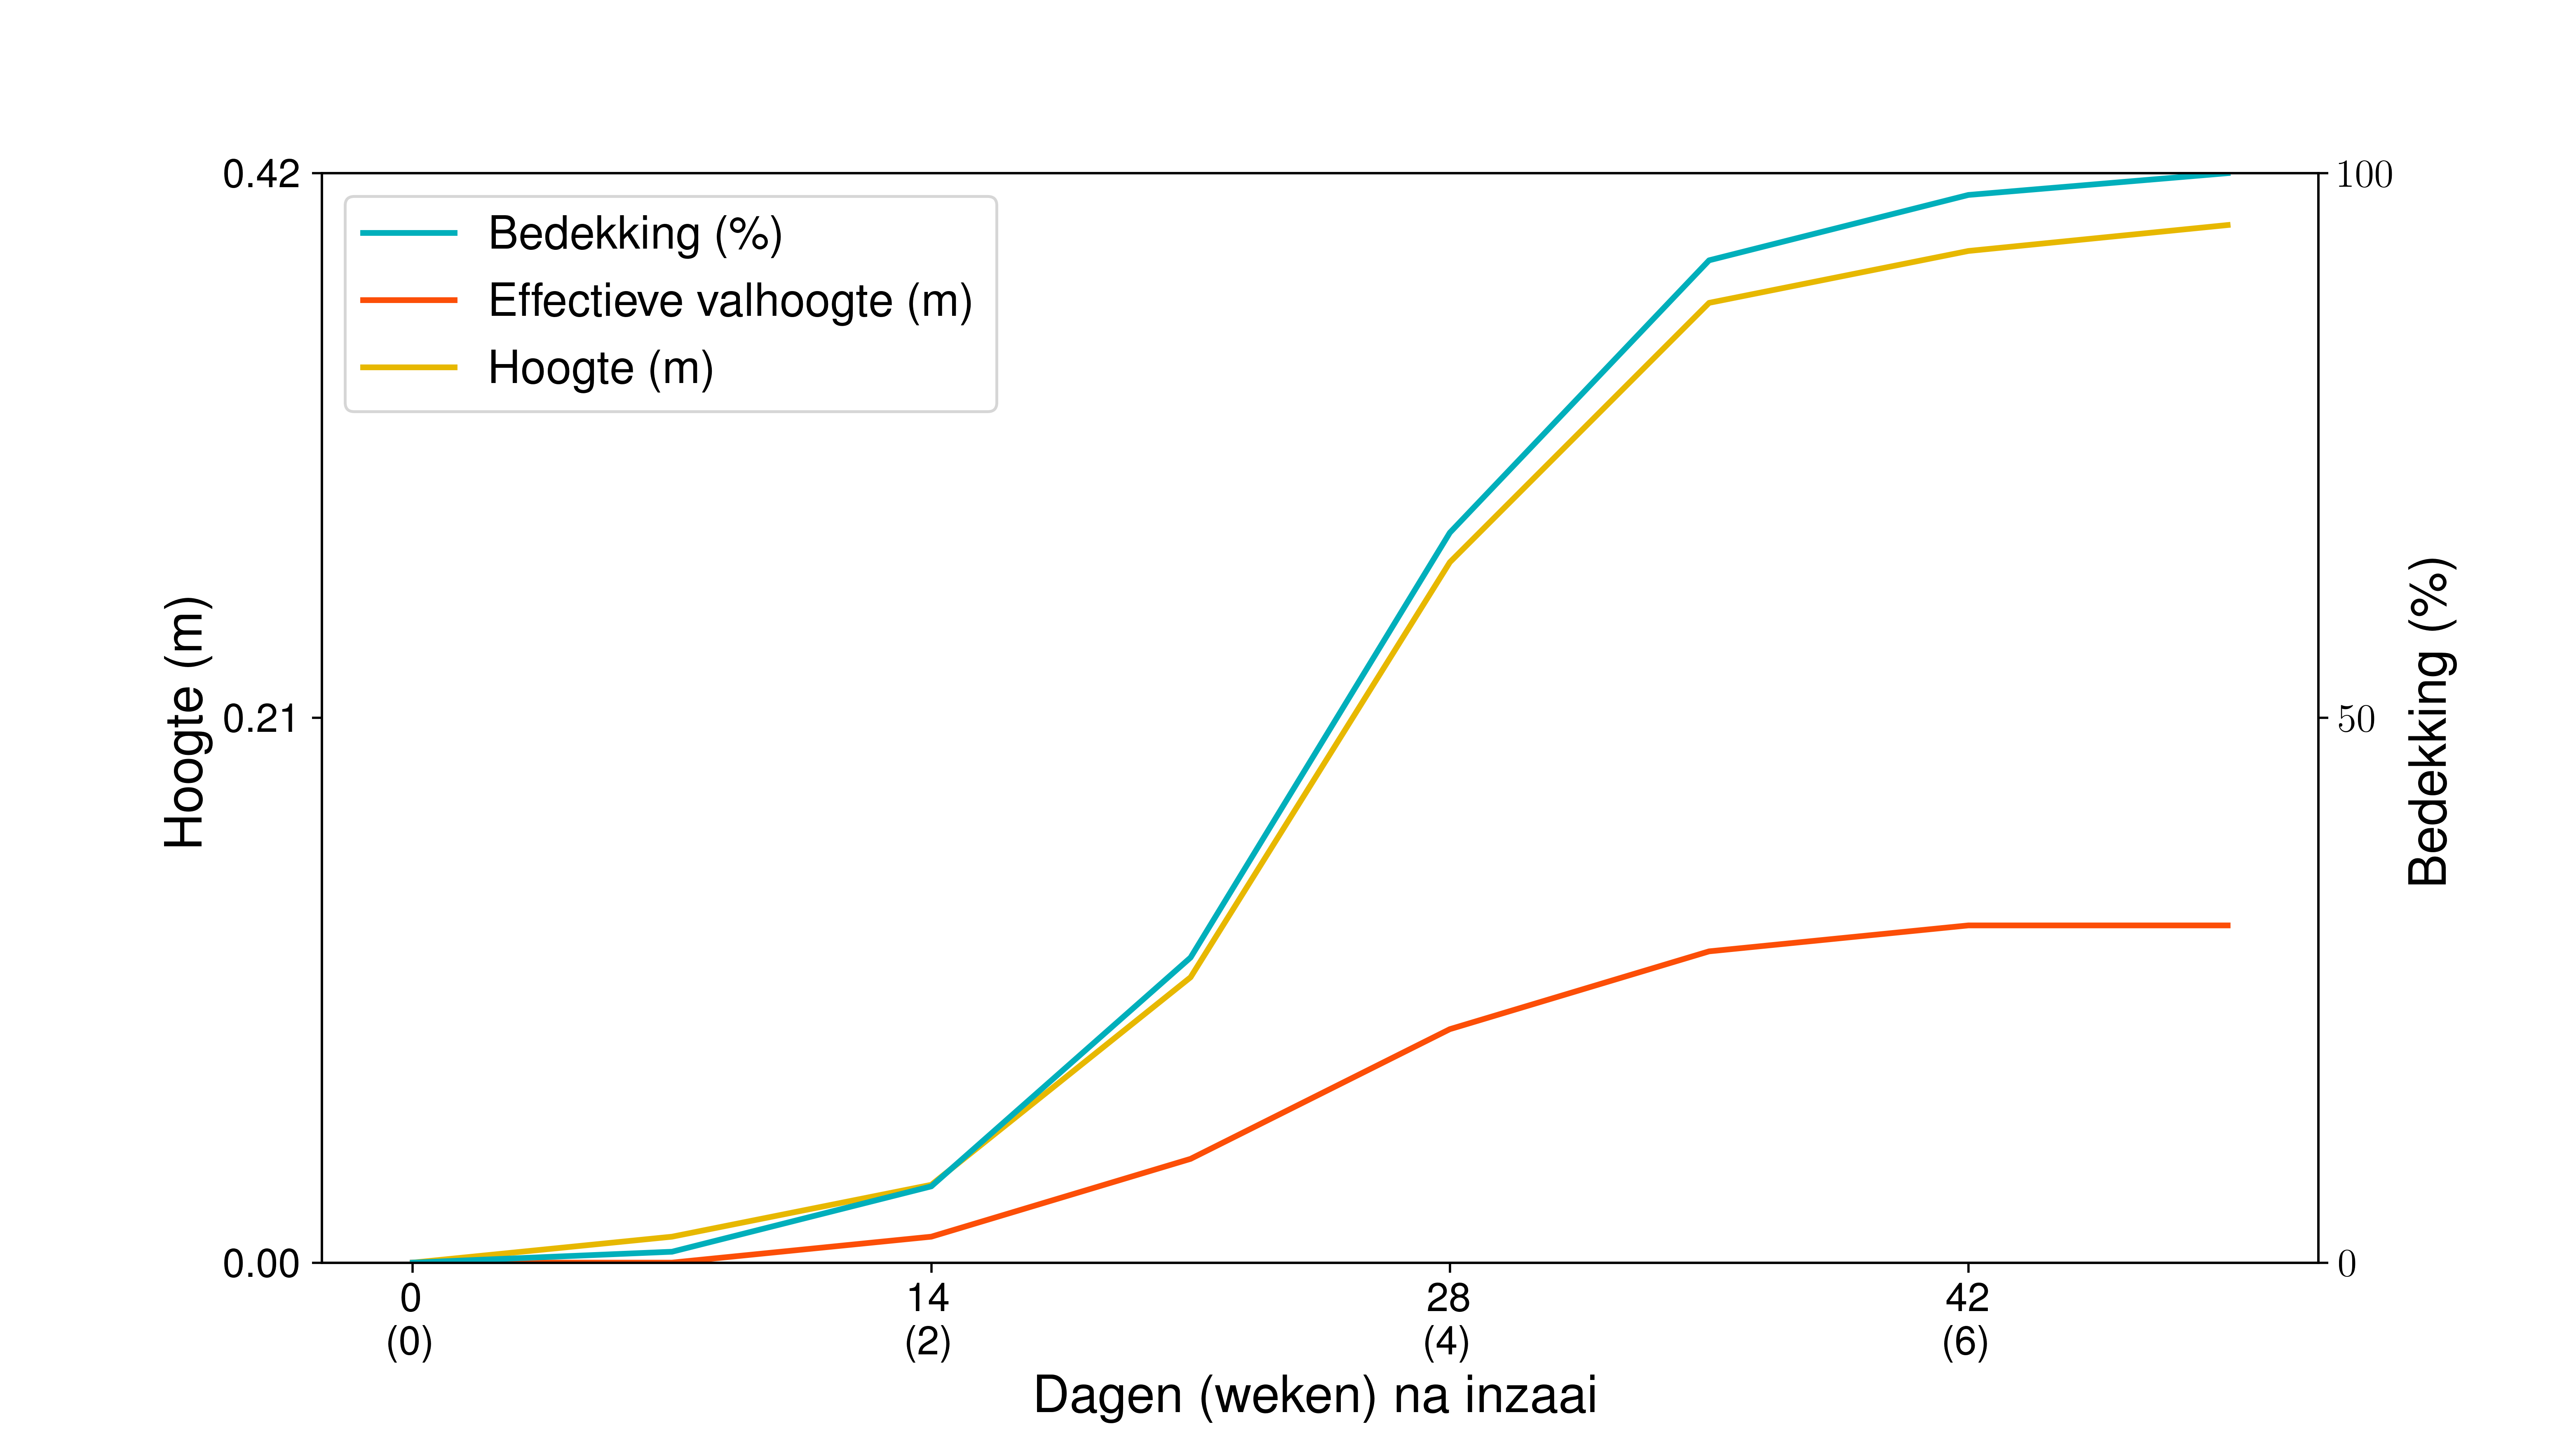 0.42
0.21
0.00
Hoogte (m)
Bedekking (%)
Effectieve valhoogte (m)
Hoogte (m)
100
50
0
Bedekking (%)
0 14 28 42
(0) (2) (4) (6)
Dagen (weken) na inzaai